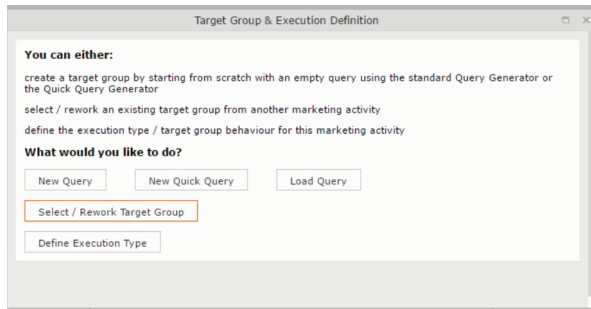 Target Group & Execution Definition
You can either:
create a target group by starting from scratch with an empty query using the standard Query Generator or
the Quick Query Generator
select / rework an existing target group from another marketing activity
define the execution type / target group behaviour for this marketing activity
What would you like to do?
New Query New Quick Query Load Query
Select / Rework Target Group
Define Execution Type